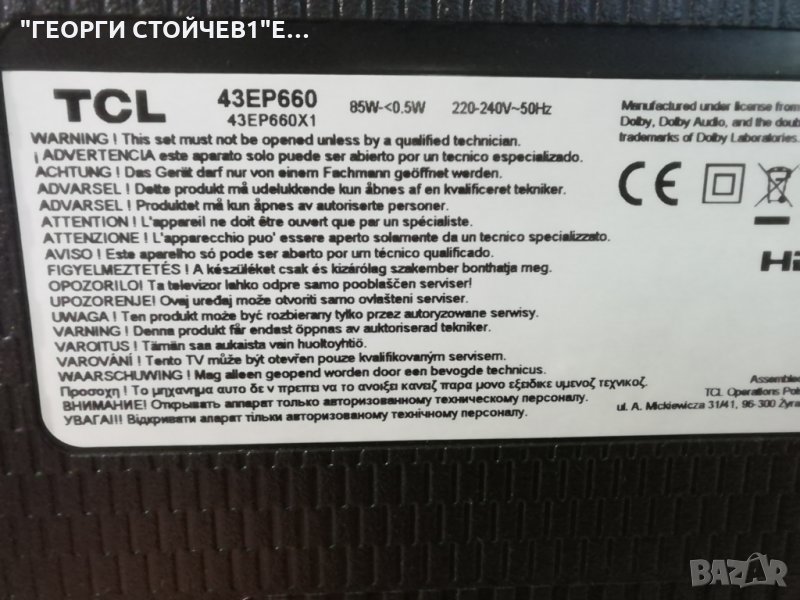 "ГЕОРГИ СТОЙЧЕВ1"Е...
TCL 43EP660 85W-<0.5W 220-240V~50Hz
43EP660X1
WARNING ! This set must not be opened unless by a qualified technician.
¡ ADVERTENCIA este aparato solo puede ser abierto por un tecnico especializado.
ACHTUNG ! Das Gerät darf nur von einem Fachmann geöffnet werden.
ADVARSEL ! Dette produkt må udelukkende kun åbnes af en kvalificeret tekniker.
ADVARSEL ! Produktet må kun åpnes av autoriserte personer.
ATTENTION ! L'appareil ne doit être ouvert que par un spécialiste.
ATTENZIONE ! L'apparecchio puo' essere aperto solamente da un tecnico specializzato.
AVISO ! Este aparelho só pode ser aberto por um técnico qualificado.
FIGYELMEZTETÉS ! A készüléket csak és kizárólag szakember bonthatja meg.
OPOZORILO! Ta televizor lahko odpre samo pooblaščen serviser!
UPOZORENJE! Ovaj uređaj može otvoriti samo ovlašteni serviser.
UWAGA ! Ten produkt może być rozbierany tylko przez autoryzowane serwisy.
VARNING ! Denna produkt får endast öppnas av auktoriserad tekniker.
VAROITUS ! Tämän saa aukaista vain huoltoyhtiö.
VAROVÁNÍ ! Tento TV může být otevřen pouze kvalifikovaným servisem.
WAARSCHUWING ! Mag alleen geopend worden door een bevogde technicus.
Προσοχη ! Το μηχανημα αυτο δε ν πρεπει να το ανοιξει κανειζ παρα μονο εξειδικε υμενοζ τεχνικοζ.
ВНИМАНИЕ! Открывать аппарат только авторизованному техническому персоналу.
УВАГА!!! Відкривати апарат тільки авторизованому технічному персоналу.
Manufactured under license from
Dolby, Dolby Audio, and the doub
trademarks of Dolby Laboratories.
CE
Assembled
TCL Operations Pol
ul. A. Mickiewicza 31/41, 96-300 Żyra
BAZAR